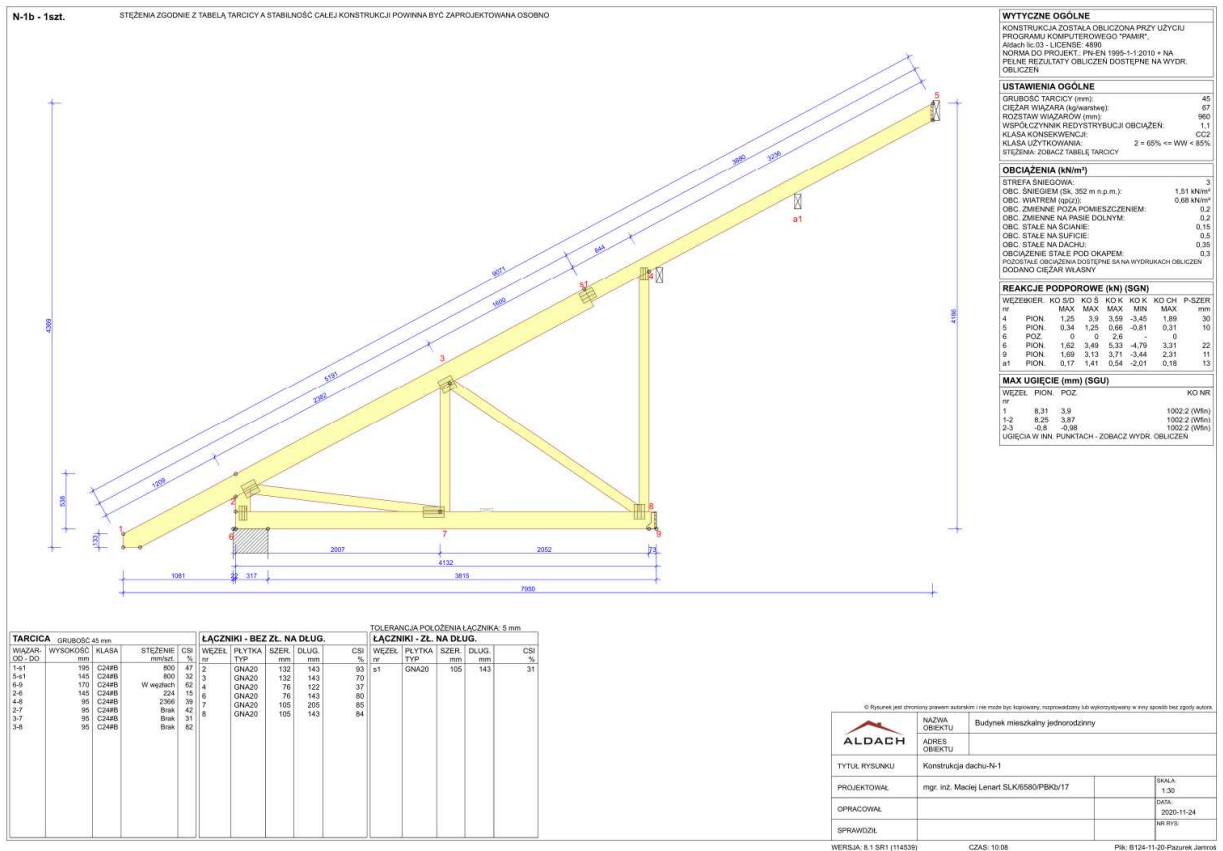 N-1b - 1szt.
STĘŻENIA ZGODNIE Z TABELĄ TARCICY A STABILNOŚĆ CAŁEJ KONSTRUKCJI POWINNA BYĆ ZAPROJEKTOWANA OSOBNO
WYTYCZNE OGÓLNE
KONSTRUKCJA ZOSTAŁA OBLICZONA PRZY UŻYCIU
PROGRAMU KOMPUTEROWEGO "PAMIR".
Aldach lic.03 - LICENSE: 4890
NORMA DO PROJEKT.: PN-EN 1995-1-1:2010 + NA
PEŁNE REZULTATY OBLICZEŃ DOSTĘPNE NA WYDR.
OBLICZEŃ
USTAWIENIA OGÓLNE
GRUBOŚĆ TARCICY (mm): 45
CIĘŻAR WIĄZARA (kg/warstwę): 67
ROZSTAW WIĄZARÓW (mm): 960
WSPÓŁCZYNNIK REDYSTRYBUCJI OBCIĄŻEŃ: 1,1
KLASA KONSEKWENCJI: CC2
KLASA UŻYTKOWANIA: 2 = 65% <= WW < 85%
STĘŻENIA: ZOBACZ TABELĘ TARCICY
OBCIĄŻENIA (kN/m²)
STREFA ŚNIEGOWA: 3
OBC. ŚNIEGIEM (Sk, 352 m n.p.m.): 1,51 kN/m²
OBC. WIATREM (qp(z)): 0,68 kN/m²
OBC. ZMIENNE POZA POMIESZCZENIEM: 0,2
OBC. ZMIENNE NA PASIE DOLNYM: 0,2
OBC. STAŁE NA ŚCIANIE: 0,15
OBC. STAŁE NA SUFICIE: 0,5
OBC. STAŁE NA DACHU: 0,35
OBCIĄŻENIE STAŁE POD OKAPEM: 0,3
POZOSTAŁE OBCIĄŻENIA DOSTĘPNE SĄ NA WYDRUKACH OBLICZEŃ
DODANO CIĘŻAR WŁASNY
REAKCJE PODPOROWE (kN) (SGN)
WĘZEŁ KIER. KO S/D KO Ś KO K KO K KO CH P-SZER
nr MAX MAX MAX MIN MAX mm
4 PION. 1,25 3,9 3,59 -3,45 1,89 30
5 PION. 0,34 1,25 0,66 -0,81 0,31 10
6 POZ. 0 0 2,6 - 0
6 PION. 1,62 3,49 5,33 -4,79 3,31 22
9 PION. 1,69 3,13 3,71 -3,44 2,31 11
a1 PION. 0,17 1,41 0,54 -2,01 0,18 13
MAX UGIĘCIE (mm) (SGU)
WĘZEŁ PION. POZ. KO NR
nr
1 8,31 3,9 1002:2 (Wfin)
1-2 8,25 3,87 1002:2 (Wfin)
2-3 -0,8 -0,98 1002:2 (Wfin)
UGIĘCIA W INN. PUNKTACH - ZOBACZ WYDR. OBLICZEŃ
5
3880
3236
a1
844
9071
s1
4
1600
4369
4186
3
5191
2382
1209
538
2
1
133
8
6
7
9
2007
2052
73
4132
1081
22
317
3815
7950
TOLERANCJA POŁOŻENIA ŁĄCZNIKA: 5 mm
TARCICA GRUBOŚĆ 45 mm
WIĄZAR- WYSOKOŚĆ KLASA STĘŻENIE CSI
OD - DO mm mm/szt. %
1-s1 195 C24#B 800 47
5-s1 145 C24#B 800 32
6-9 170 C24#B W węzłach 62
2-6 145 C24#B 224 15
4-8 95 C24#B 2366 39
2-7 95 C24#B Brak 42
3-7 95 C24#B Brak 31
3-8 95 C24#B Brak 82
ŁĄCZNIKI - BEZ ZŁ. NA DŁUG.
WĘZEŁ PŁYTKA SZER. DŁUG. CSI
nr TYP mm mm %
2 GNA20 132 143 93
3 GNA20 132 143 70
4 GNA20 76 122 37
6 GNA20 76 143 80
7 GNA20 105 205 85
8 GNA20 105 143 84
ŁĄCZNIKI - ZŁ. NA DŁUG.
WĘZEŁ PŁYTKA SZER. DŁUG. CSI
nr TYP mm mm %
s1 GNA20 105 143 31
© Rysunek jest chroniony prawem autorskim i nie może być kopiowany, rozprowadzany lub wykorzystywany w inny sposób bez zgody autora.
ALDACH
NAZWA OBIEKTU Budynek mieszkalny jednorodzinny
ADRES OBIEKTU
TYTUŁ RYSUNKU Konstrukcja dachu-N-1
PROJEKTOWAŁ mgr. inż. Maciej Lenart SLK/6580/PBKb/17
SKALA: 1:30
OPRACOWAŁ
DATA: 2020-11-24
SPRAWDZIŁ
NR RYS:
WERSJA: 8.1 SR1 (114539) CZAS: 10:08 Plik: B124-11-20-Pazurek Jamroś